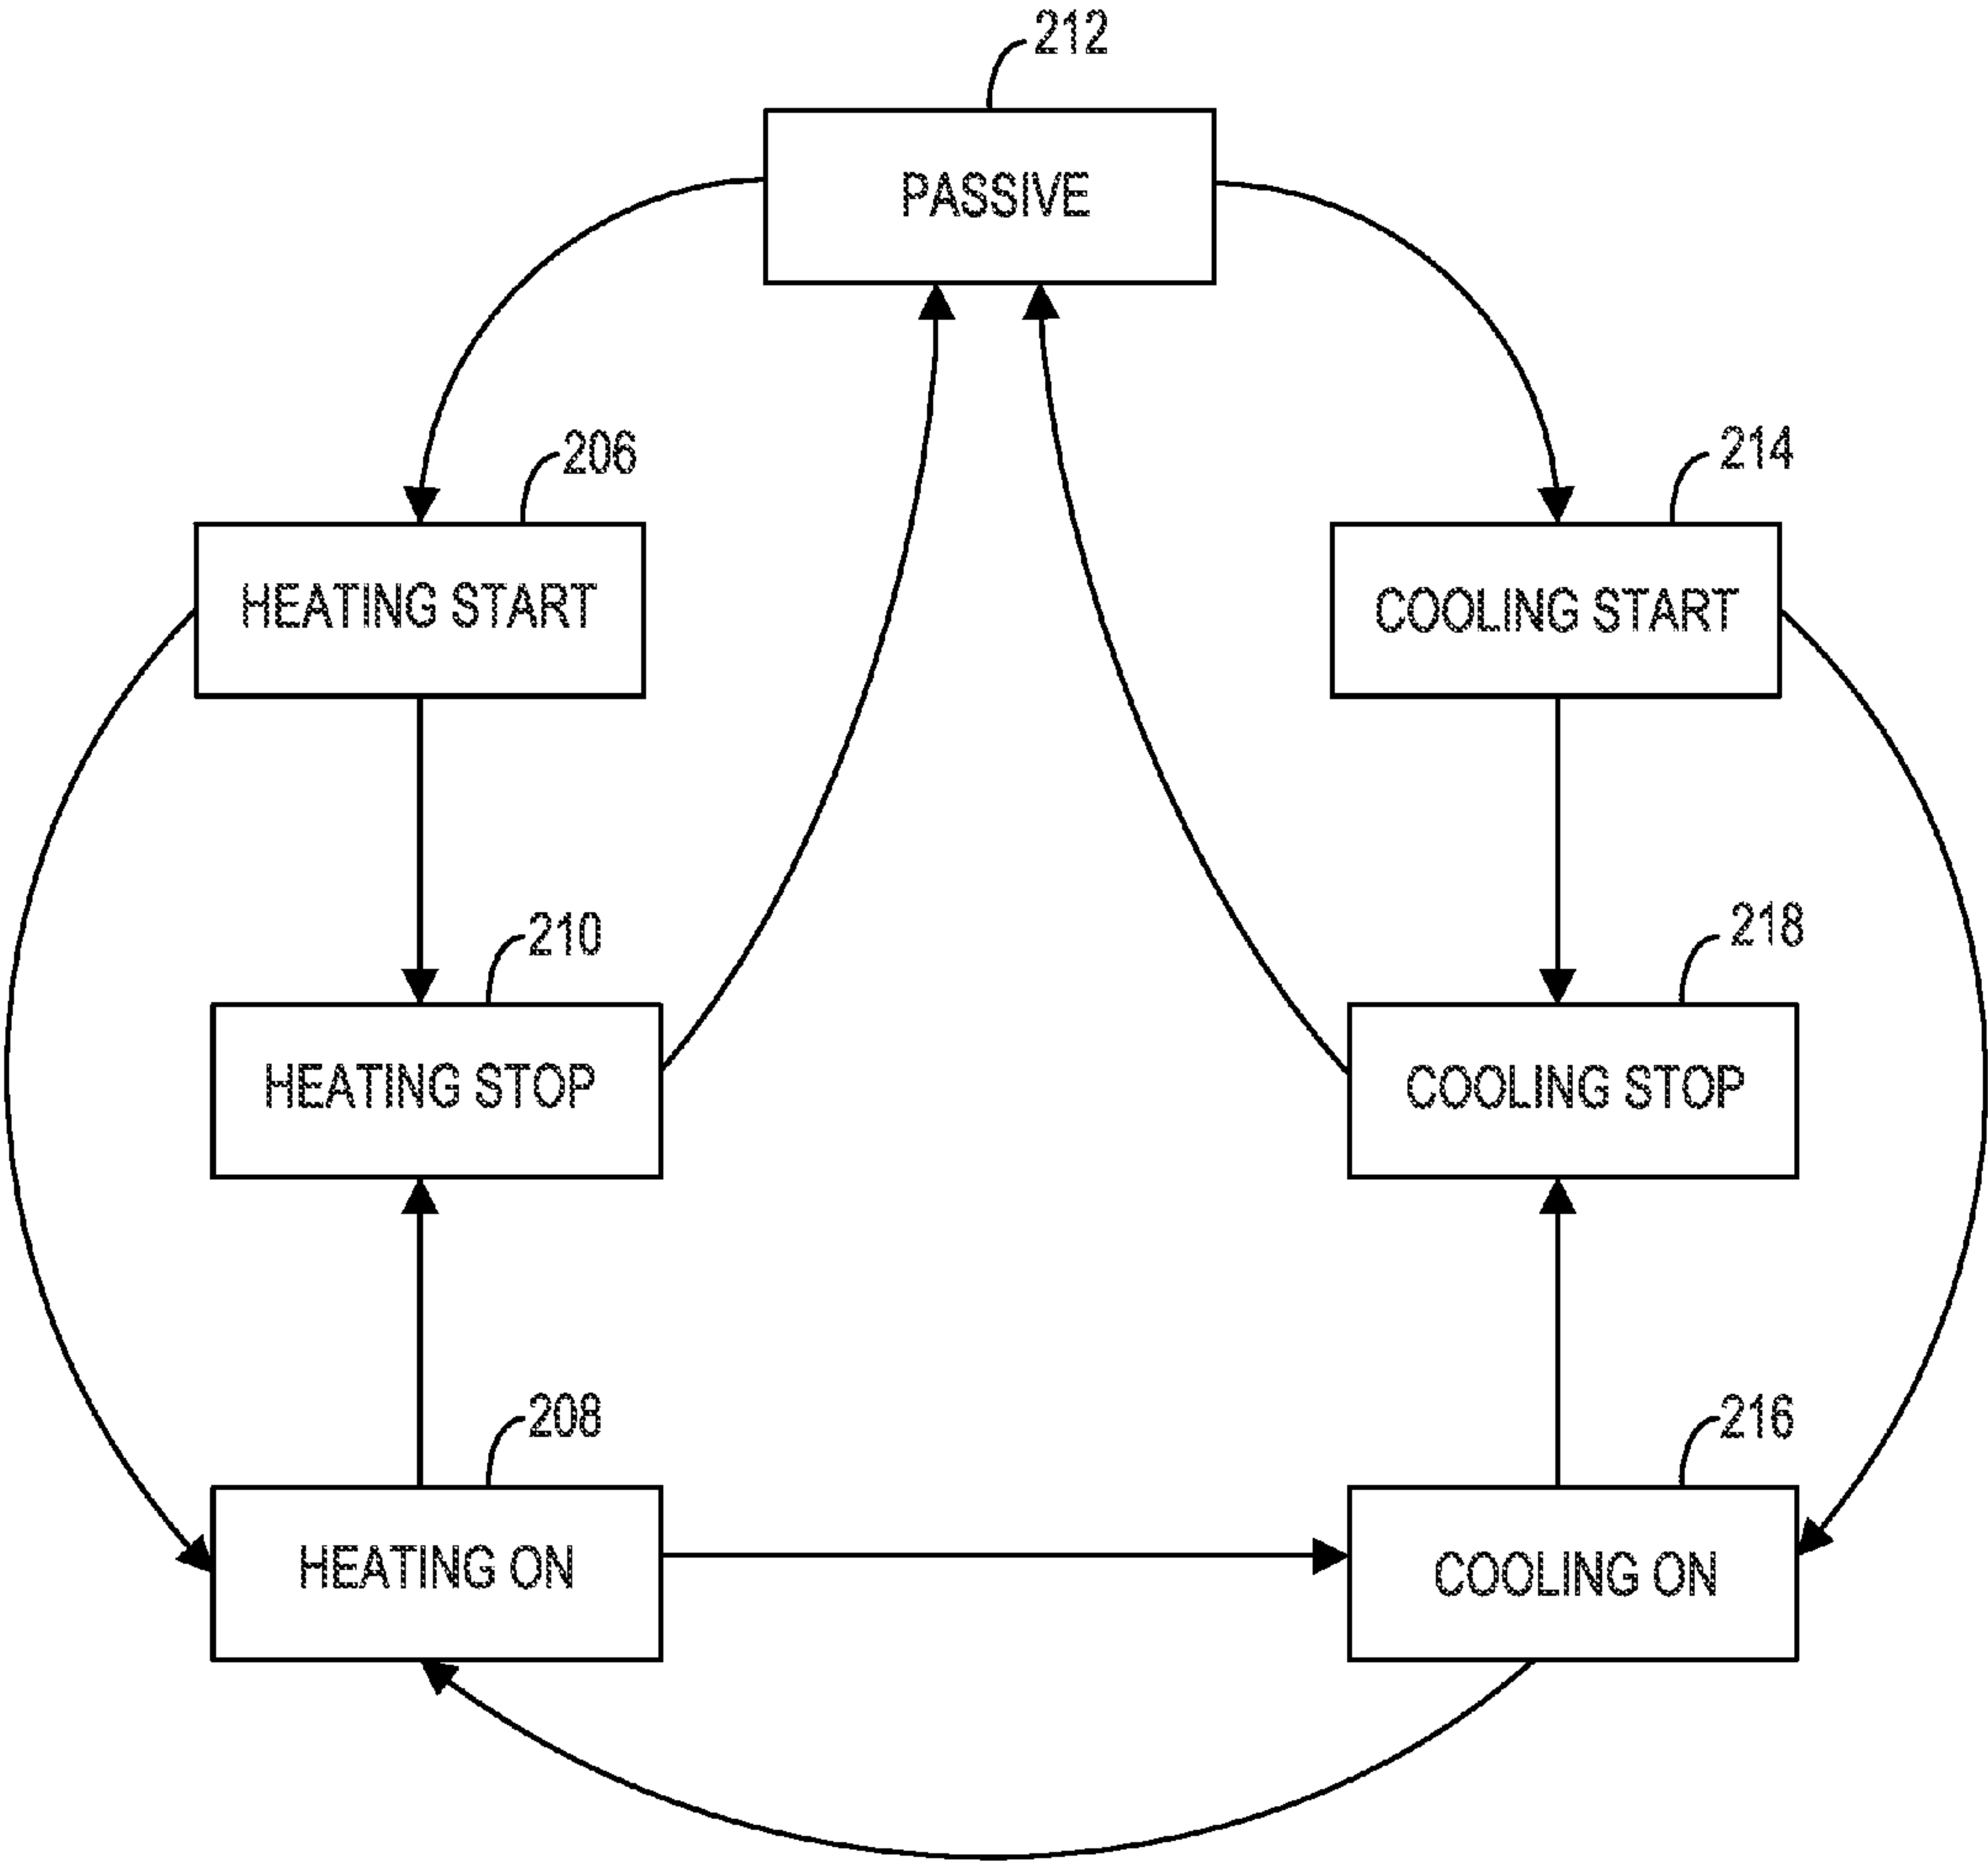 212
PASSIVE
206
214
HEATING START
COOLING START
210
218
HEATING STOP
COOLING STOP
208
216
HEATING ON
COOLING ON